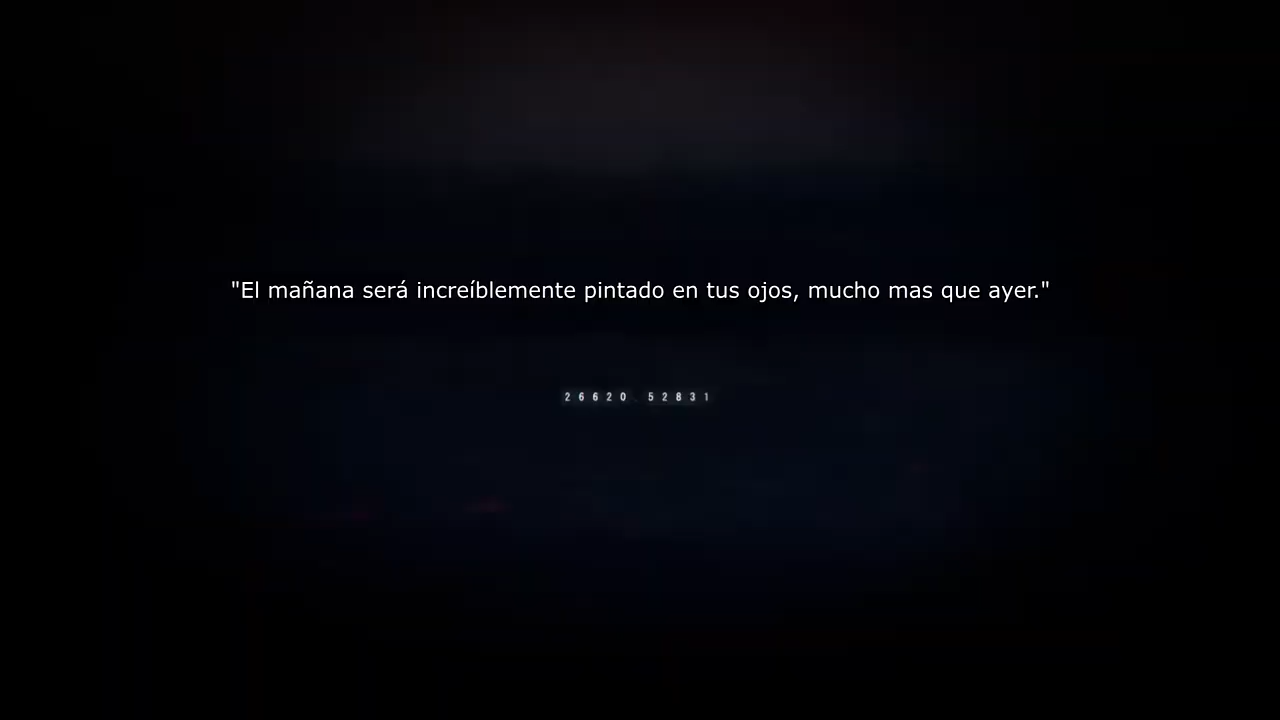 "El mañana será increíblemente pintado en tus ojos, mucho mas que ayer."
26620 52831